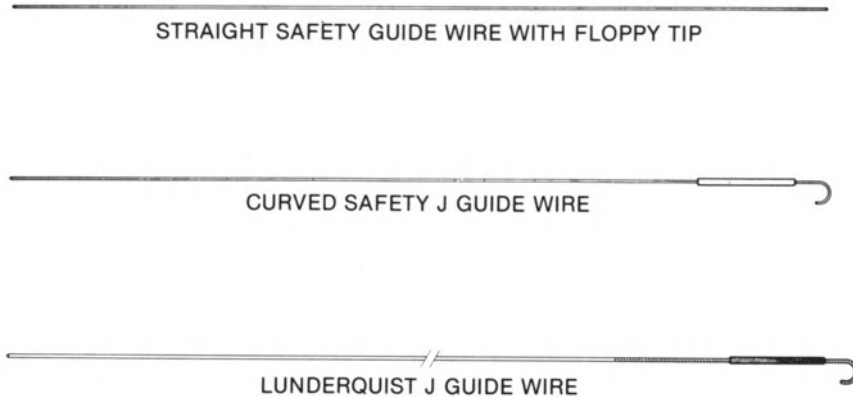 STRAIGHT SAFETY GUIDE WIRE WITH FLOPPY TIP
CURVED SAFETY J GUIDE WIRE
LUNDERQUIST J GUIDE WIRE